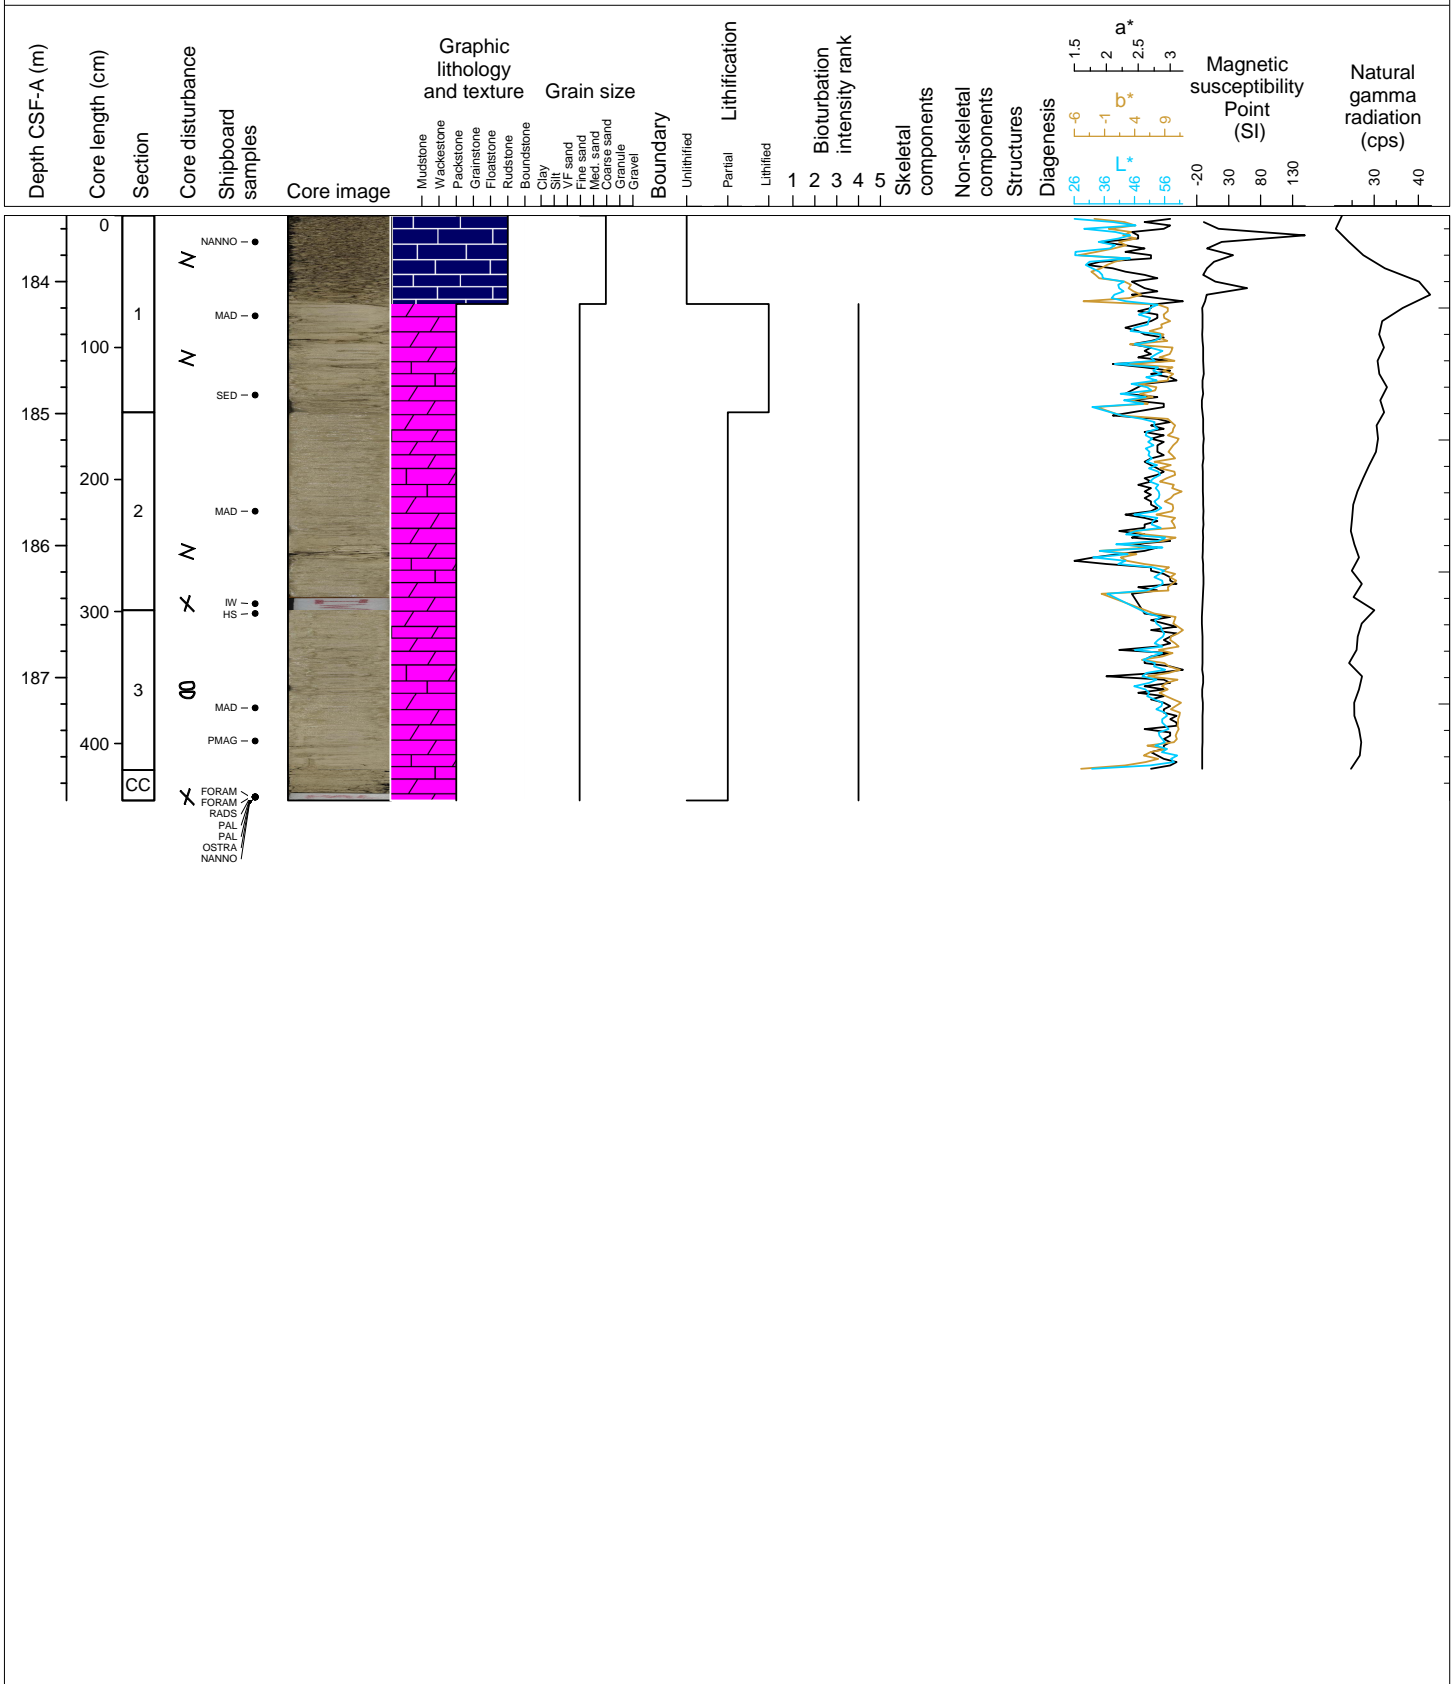 Depth CSF-A (m)
Core length (cm)
Section
Core disturbance
Shipboard
samples
Core image
Graphic
lithology
and texture
Mudstone
Wackestone
Packstone
Grainstone
Floatstone
Rudstone
Boundstone
Grain size
Clay
Silt
VF sand
Fine sand
Med. sand
Coarse sand
Granule
Gravel
Boundary
Lithification
Unlithified
Partial
Lithified
Bioturbation
intensity rank
1 2 3 4 5
Skeletal
components
Non-skeletal
components
Structures
Diagenesis
a*
1.5 2 2.5 3
b*
-6 -1 4 9
L*
26 36 46 56
Magnetic
susceptibility
Point
(SI)
-20 30 80 130
Natural
gamma
radiation
(cps)
30 40
0
NANNO
184
1
MAD
100
SED
185
200
2
MAD
186
IW
300
HS
187
3
MAD
PMAG
400
CC
FORAM
FORAM
RADS
PAL
PAL
OSTRA
NANNO